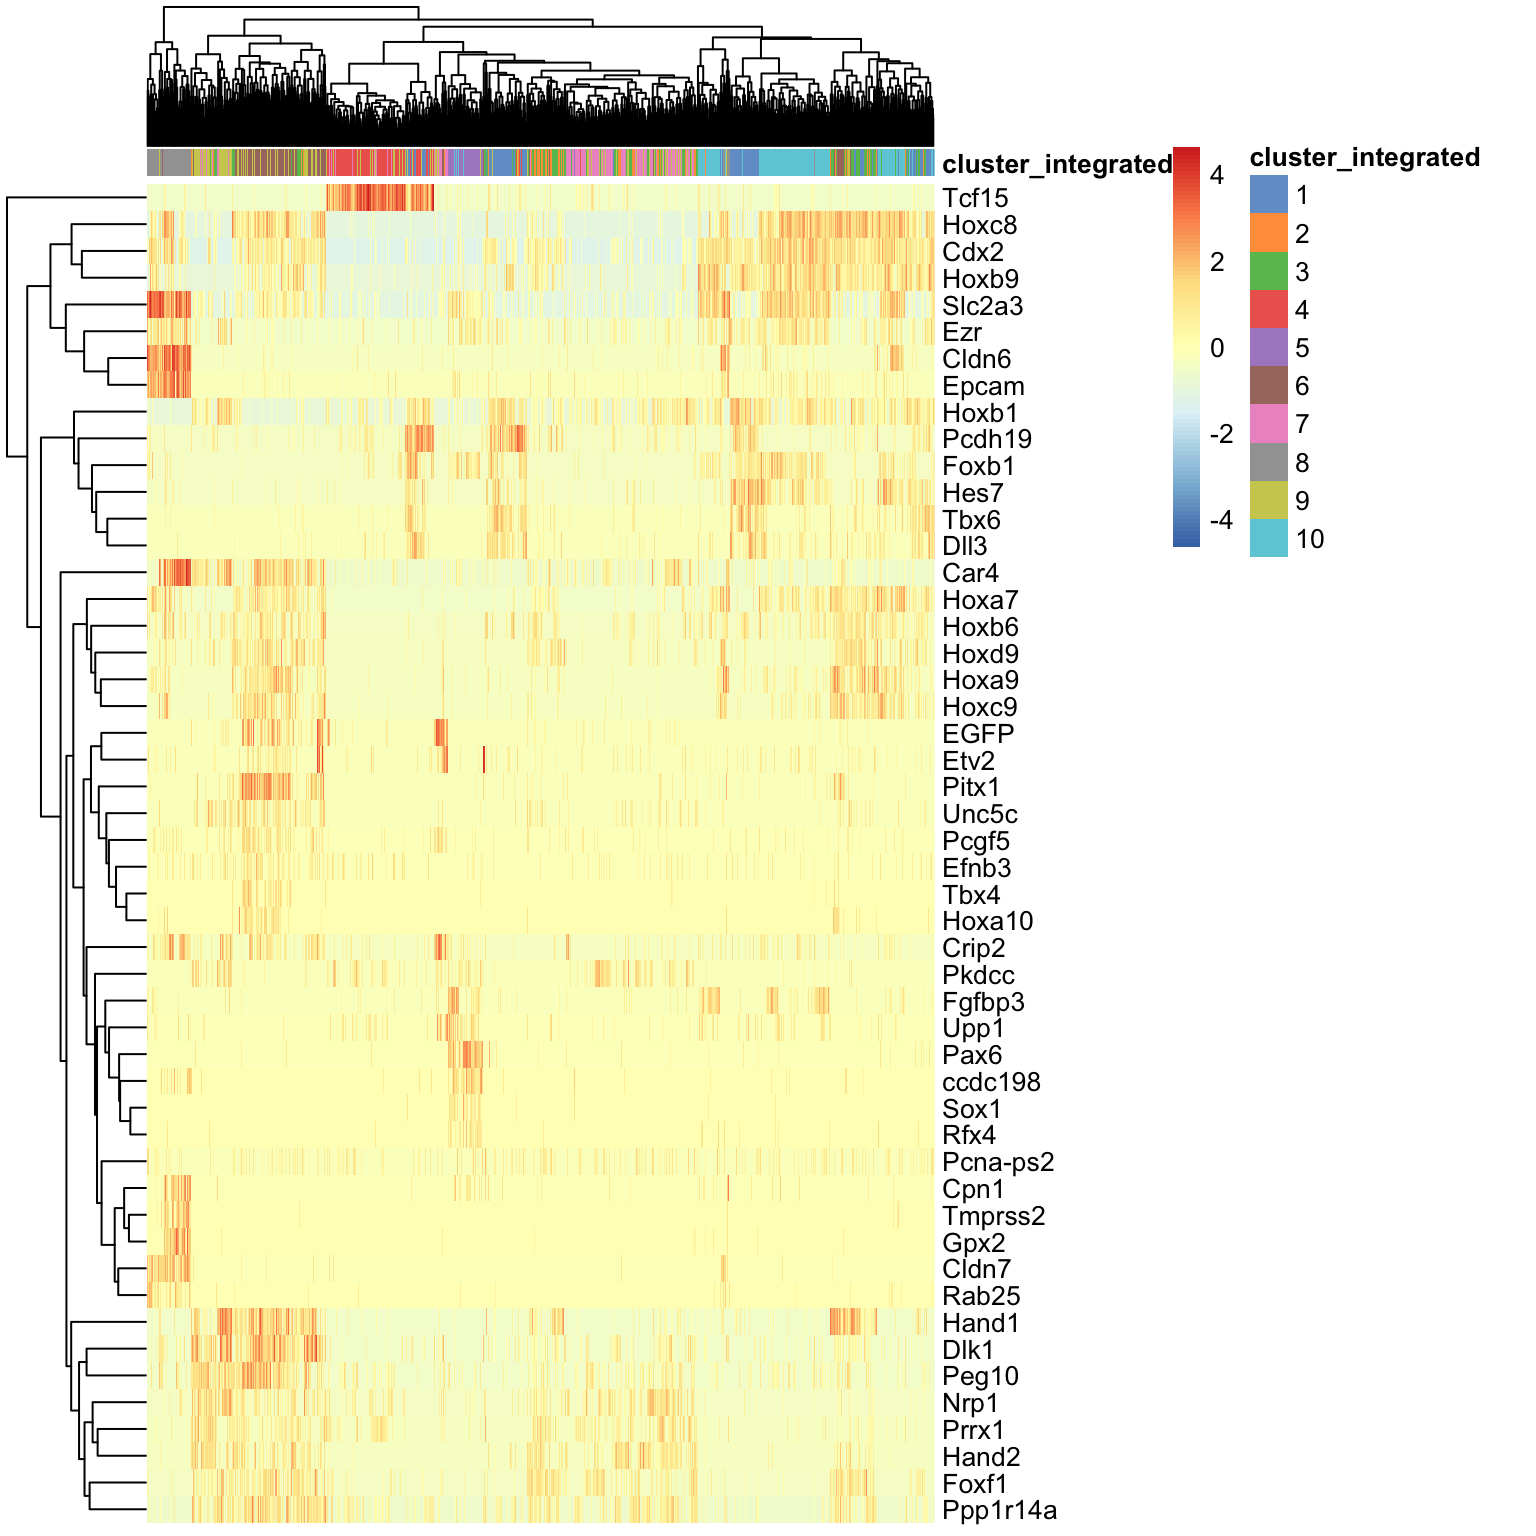 cluster_integrated
Tcf15
Hoxc8
Cdx2
Hoxb9
Slc2a3
Ezr
Cldn6
Epcam
Hoxb1
Pcdh19
Foxb1
Hes7
Tbx6
Dll3
Car4
Hoxa7
Hoxb6
Hoxd9
Hoxa9
Hoxc9
EGFP
Etv2
Pitx1
Unc5c
Pcgf5
Efnb3
Tbx4
Hoxa10
Crip2
Pkdcc
Fgfbp3
Upp1
Pax6
ccdc198
Sox1
Rfx4
Pcna-ps2
Cpn1
Tmprss2
Gpx2
Cldn7
Rab25
Hand1
Dlk1
Peg10
Nrp1
Prrx1
Hand2
Foxf1
Ppp1r14a
4
2
0
-2
-4
cluster_integrated
1
2
3
4
5
6
7
8
9
10